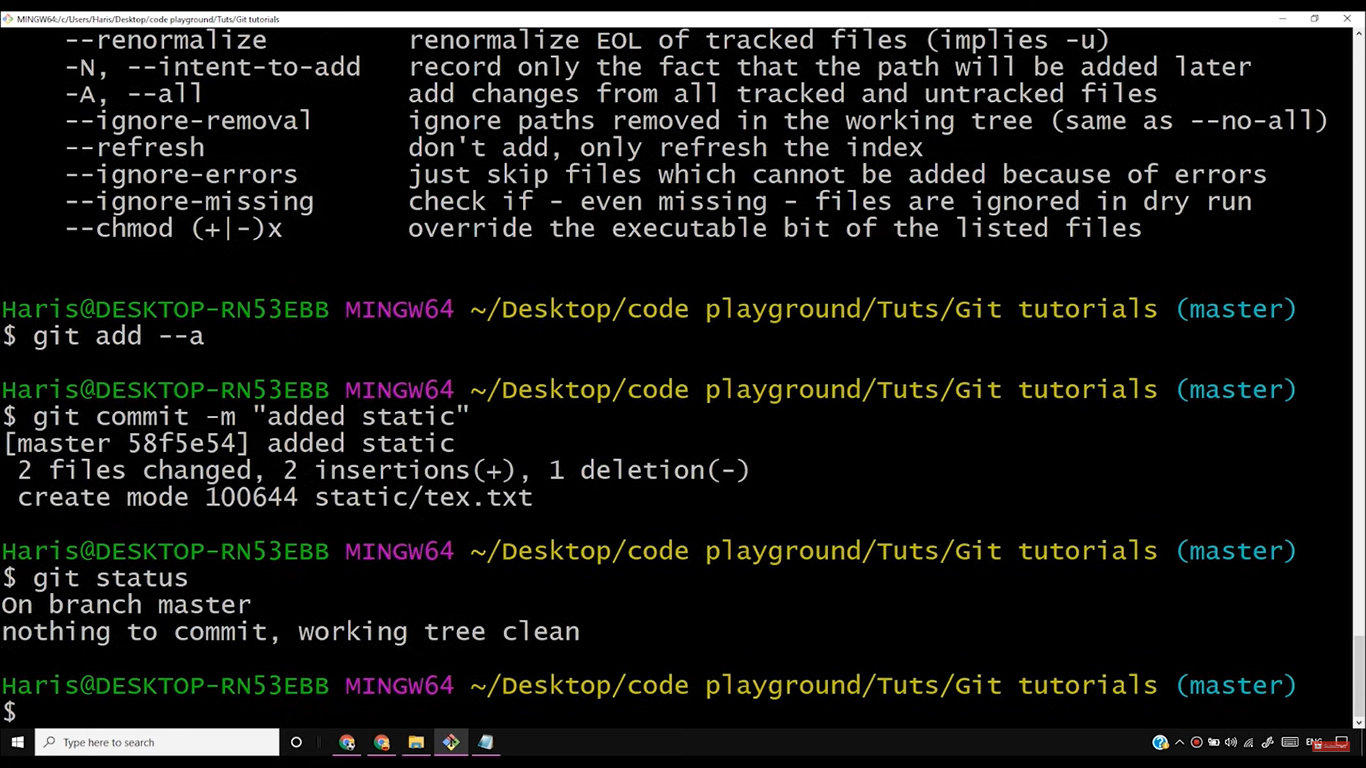 MINGW64:/c/Users/Haris/Desktop/code playground/Tuts/Git tutorials
--renormalize renormalize EOL of tracked files (implies -u)
-N, --intent-to-add record only the fact that the path will be added later
-A, --all add changes from all tracked and untracked files
--ignore-removal ignore paths removed in the working tree (same as --no-all)
--refresh don't add, only refresh the index
--ignore-errors just skip files which cannot be added because of errors
--ignore-missing check if - even missing - files are ignored in dry run
--chmod (+|-)x override the executable bit of the listed files
Haris@DESKTOP-RN53EBB MINGW64 ~/Desktop/code playground/Tuts/Git tutorials (master)
$ git add --a
Haris@DESKTOP-RN53EBB MINGW64 ~/Desktop/code playground/Tuts/Git tutorials (master)
$ git commit -m "added static"
[master 58f5e54] added static
2 files changed, 2 insertions(+), 1 deletion(-)
create mode 100644 static/tex.txt
Haris@DESKTOP-RN53EBB MINGW64 ~/Desktop/code playground/Tuts/Git tutorials (master)
$ git status
On branch master
nothing to commit, working tree clean
Haris@DESKTOP-RN53EBB MINGW64 ~/Desktop/code playground/Tuts/Git tutorials (master)
$
Type here to search